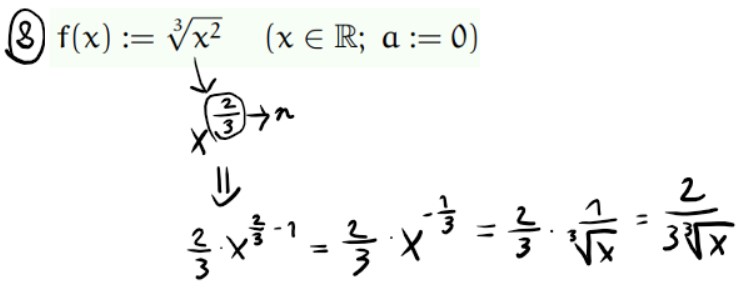 ⑧ f(x) := ∛x² (x ∈ ℝ; a := 0)
x^(2/3) → n
⇓
2/3 · x^(2/3 - 1) = 2/3 · x^(-1/3) = 2/3 · 1/∛x = 2/(3∛x)